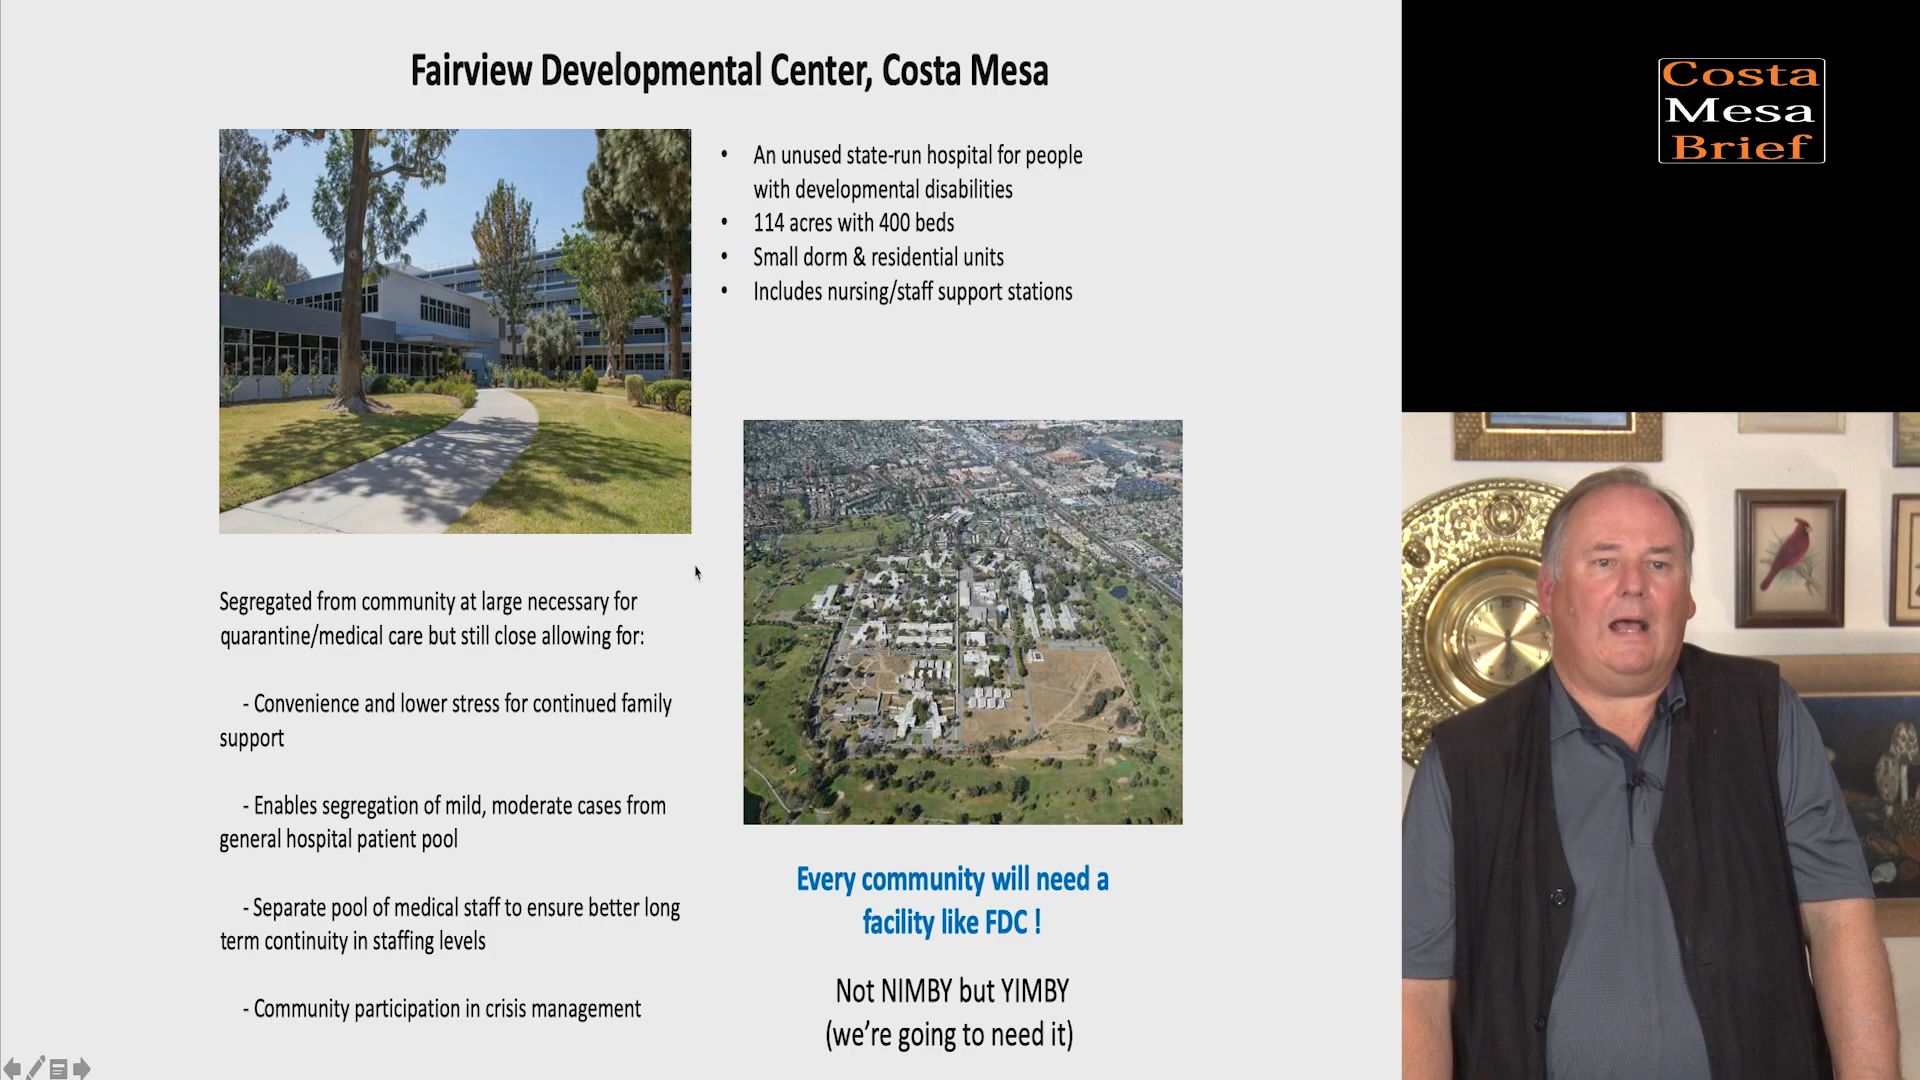 Fairview Developmental Center, Costa Mesa
• An unused state-run hospital for people
with developmental disabilities
• 114 acres with 400 beds
• Small dorm & residential units
• Includes nursing/staff support stations
Segregated from community at large necessary for
quarantine/medical care but still close allowing for:
- Convenience and lower stress for continued family
support
- Enables segregation of mild, moderate cases from
general hospital patient pool
- Separate pool of medical staff to ensure better long
term continuity in staffing levels
- Community participation in crisis management
Every community will need a
facility like FDC !
Not NIMBY but YIMBY
(we're going to need it)
Costa
Mesa
Brief